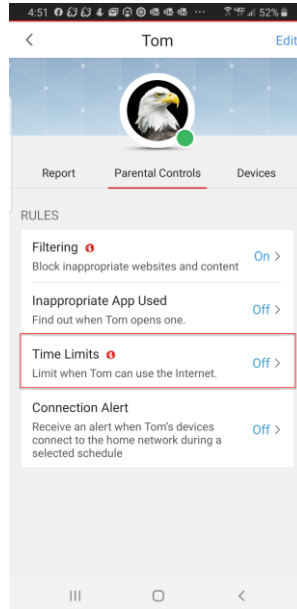 4:51 52%
Tom Edit
Report Parental Controls Devices
RULES
Filtering
Block inappropriate websites and content
On
Inappropriate App Used
Find out when Tom opens one.
Off
Time Limits
Limit when Tom can use the Internet.
Off
Connection Alert
Receive an alert when Tom's devices
connect to the home network during a
selected schedule
Off